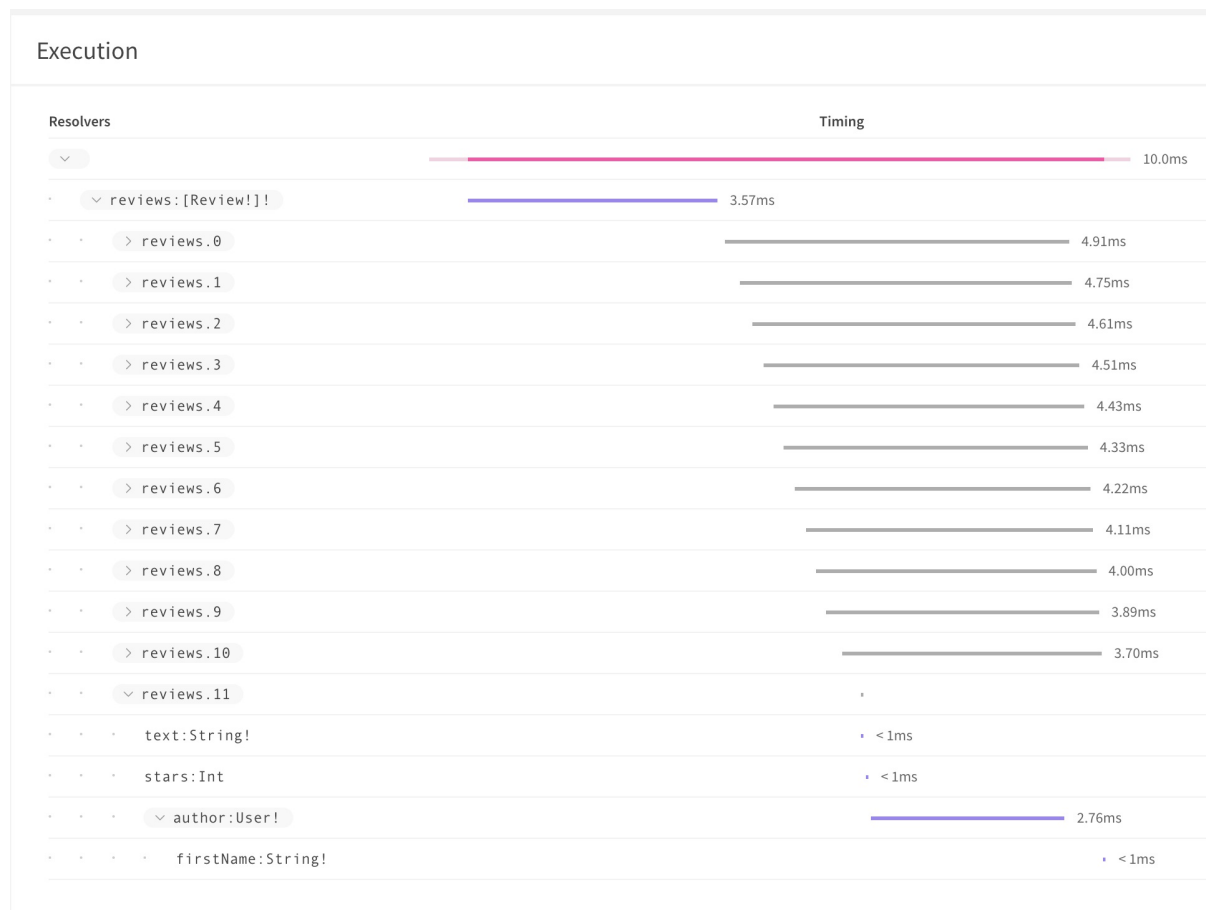 Execution
Resolvers Timing
10.0ms
reviews:[Review!]! 3.57ms
reviews.0 4.91ms
reviews.1 4.75ms
reviews.2 4.61ms
reviews.3 4.51ms
reviews.4 4.43ms
reviews.5 4.33ms
reviews.6 4.22ms
reviews.7 4.11ms
reviews.8 4.00ms
reviews.9 3.89ms
reviews.10 3.70ms
reviews.11
text:String! < 1ms
stars:Int < 1ms
author:User! 2.76ms
firstName:String! < 1ms